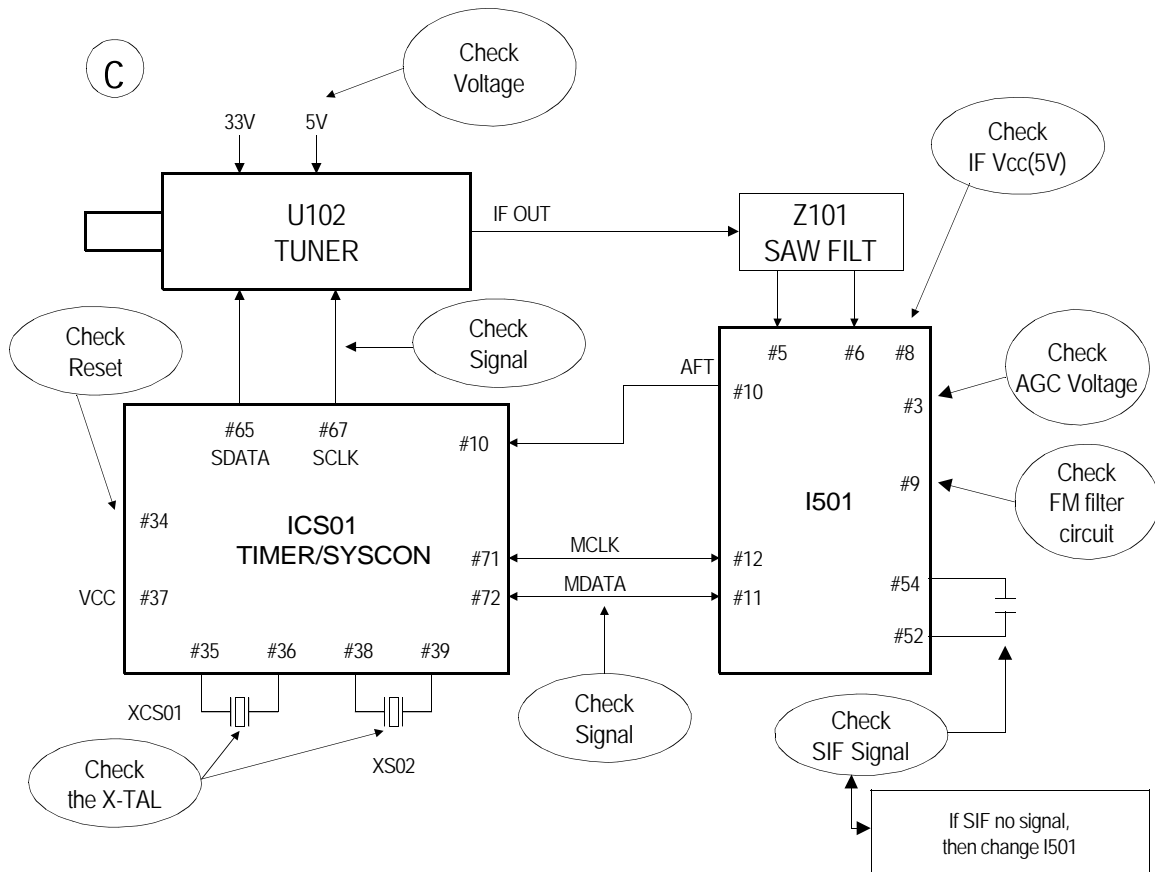 C
Check
Voltage
33V
5V
Check
IF Vcc(5V)
U102
TUNER
IF OUT
Z101
SAW FILT
Check
Reset
Check
Signal
#5
#6
#8
AFT
#10
#3
Check
AGC Voltage
#65
SDATA
#67
SCLK
#10
#9
Check
FM filter
circuit
#34
ICS01
TIMER/SYSCON
I501
#71
MCLK
#12
VCC
#37
#72
MDATA
#11
#54
#52
#35
#36
#38
#39
XCS01
XS02
Check
the X-TAL
Check
Signal
Check
SIF Signal
If SIF no signal,
then change I501